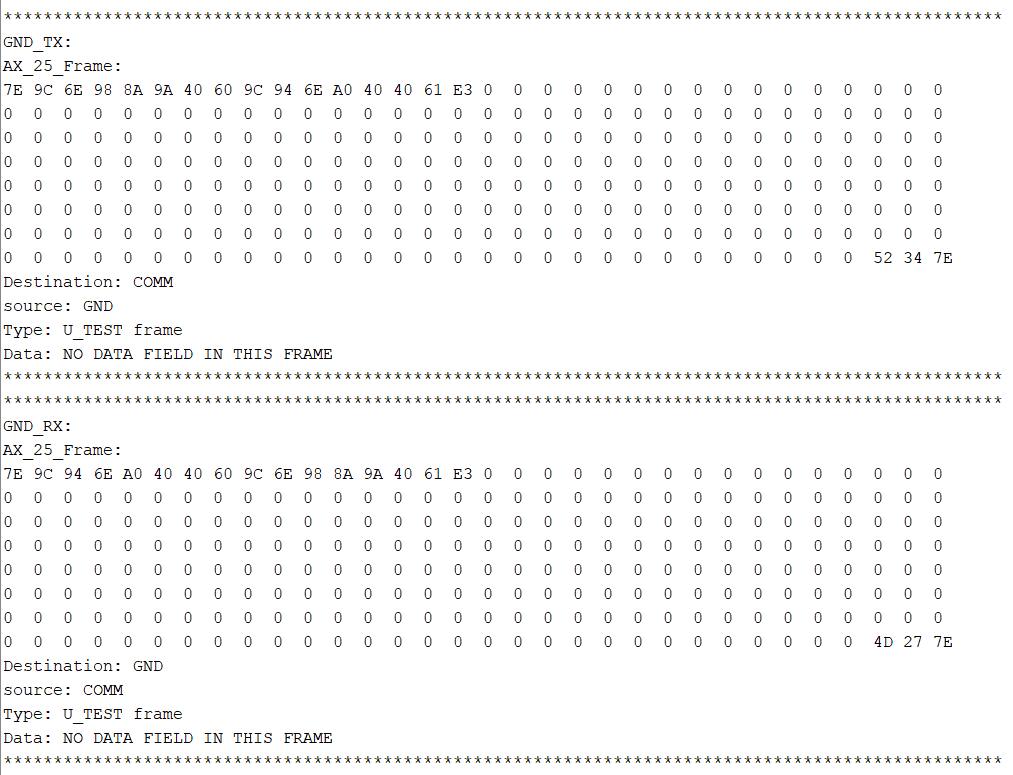 ****************************************************************************************************
GND_TX:
AX_25_Frame:
7E 9C 6E 98 8A 9A 40 60 9C 94 6E A0 40 40 61 E3 0  0  0  0  0  0  0  0  0  0  0  0  0  0  0  0
0  0  0  0  0  0  0  0  0  0  0  0  0  0  0  0  0  0  0  0  0  0  0  0  0  0  0  0  0  0  0  0
0  0  0  0  0  0  0  0  0  0  0  0  0  0  0  0  0  0  0  0  0  0  0  0  0  0  0  0  0  0  0  0
0  0  0  0  0  0  0  0  0  0  0  0  0  0  0  0  0  0  0  0  0  0  0  0  0  0  0  0  0  0  0  0
0  0  0  0  0  0  0  0  0  0  0  0  0  0  0  0  0  0  0  0  0  0  0  0  0  0  0  0  0  0  0  0
0  0  0  0  0  0  0  0  0  0  0  0  0  0  0  0  0  0  0  0  0  0  0  0  0  0  0  0  0  0  0  0
0  0  0  0  0  0  0  0  0  0  0  0  0  0  0  0  0  0  0  0  0  0  0  0  0  0  0  0  0  0  0  0
0  0  0  0  0  0  0  0  0  0  0  0  0  0  0  0  0  0  0  0  0  0  0  0  0  0  0  0  0  52 34 7E
Destination: COMM
source: GND
Type: U_TEST frame
Data: NO DATA FIELD IN THIS FRAME
****************************************************************************************************
****************************************************************************************************
GND_RX:
AX_25_Frame:
7E 9C 94 6E A0 40 40 60 9C 6E 98 8A 9A 40 61 E3 0  0  0  0  0  0  0  0  0  0  0  0  0  0  0  0
0  0  0  0  0  0  0  0  0  0  0  0  0  0  0  0  0  0  0  0  0  0  0  0  0  0  0  0  0  0  0  0
0  0  0  0  0  0  0  0  0  0  0  0  0  0  0  0  0  0  0  0  0  0  0  0  0  0  0  0  0  0  0  0
0  0  0  0  0  0  0  0  0  0  0  0  0  0  0  0  0  0  0  0  0  0  0  0  0  0  0  0  0  0  0  0
0  0  0  0  0  0  0  0  0  0  0  0  0  0  0  0  0  0  0  0  0  0  0  0  0  0  0  0  0  0  0  0
0  0  0  0  0  0  0  0  0  0  0  0  0  0  0  0  0  0  0  0  0  0  0  0  0  0  0  0  0  0  0  0
0  0  0  0  0  0  0  0  0  0  0  0  0  0  0  0  0  0  0  0  0  0  0  0  0  0  0  0  0  0  0  0
0  0  0  0  0  0  0  0  0  0  0  0  0  0  0  0  0  0  0  0  0  0  0  0  0  0  0  0  0  4D 27 7E
Destination: GND
source: COMM
Type: U_TEST frame
Data: NO DATA FIELD IN THIS FRAME
****************************************************************************************************